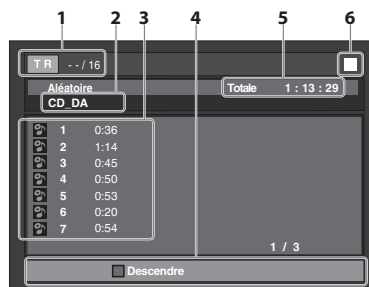 1 2 3 4 5 6
TR - - / 16
Aléatoire Totale 1 : 13 : 29
CD_DA
1 0:36
2 1:14
3 0:45
4 0:50
5 0:53
6 0:20
7 0:54
1 / 3
Descendre